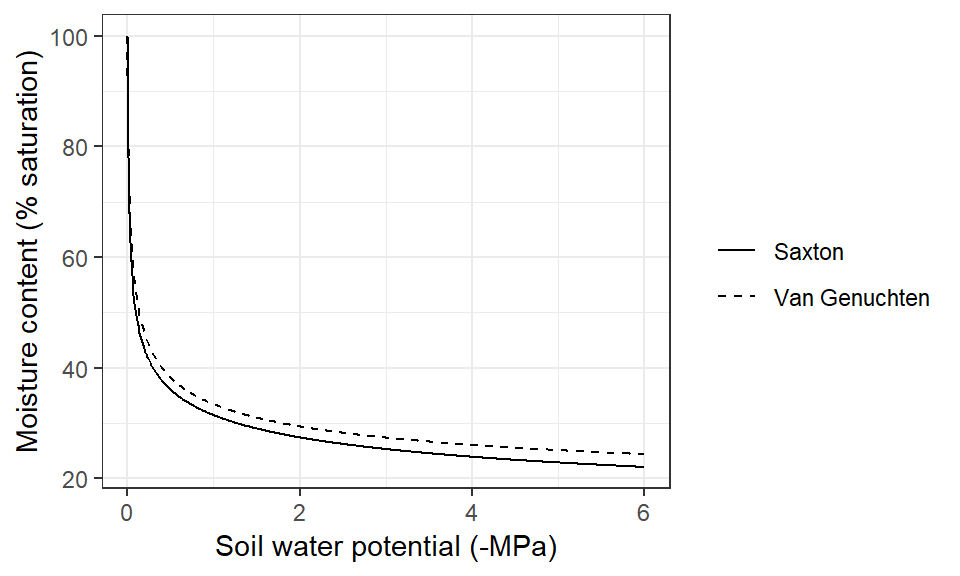 Moisture content (% saturation)
100
80
60
40
20
0 2 4 6
Soil water potential (-MPa)
Saxton
Van Genuchten